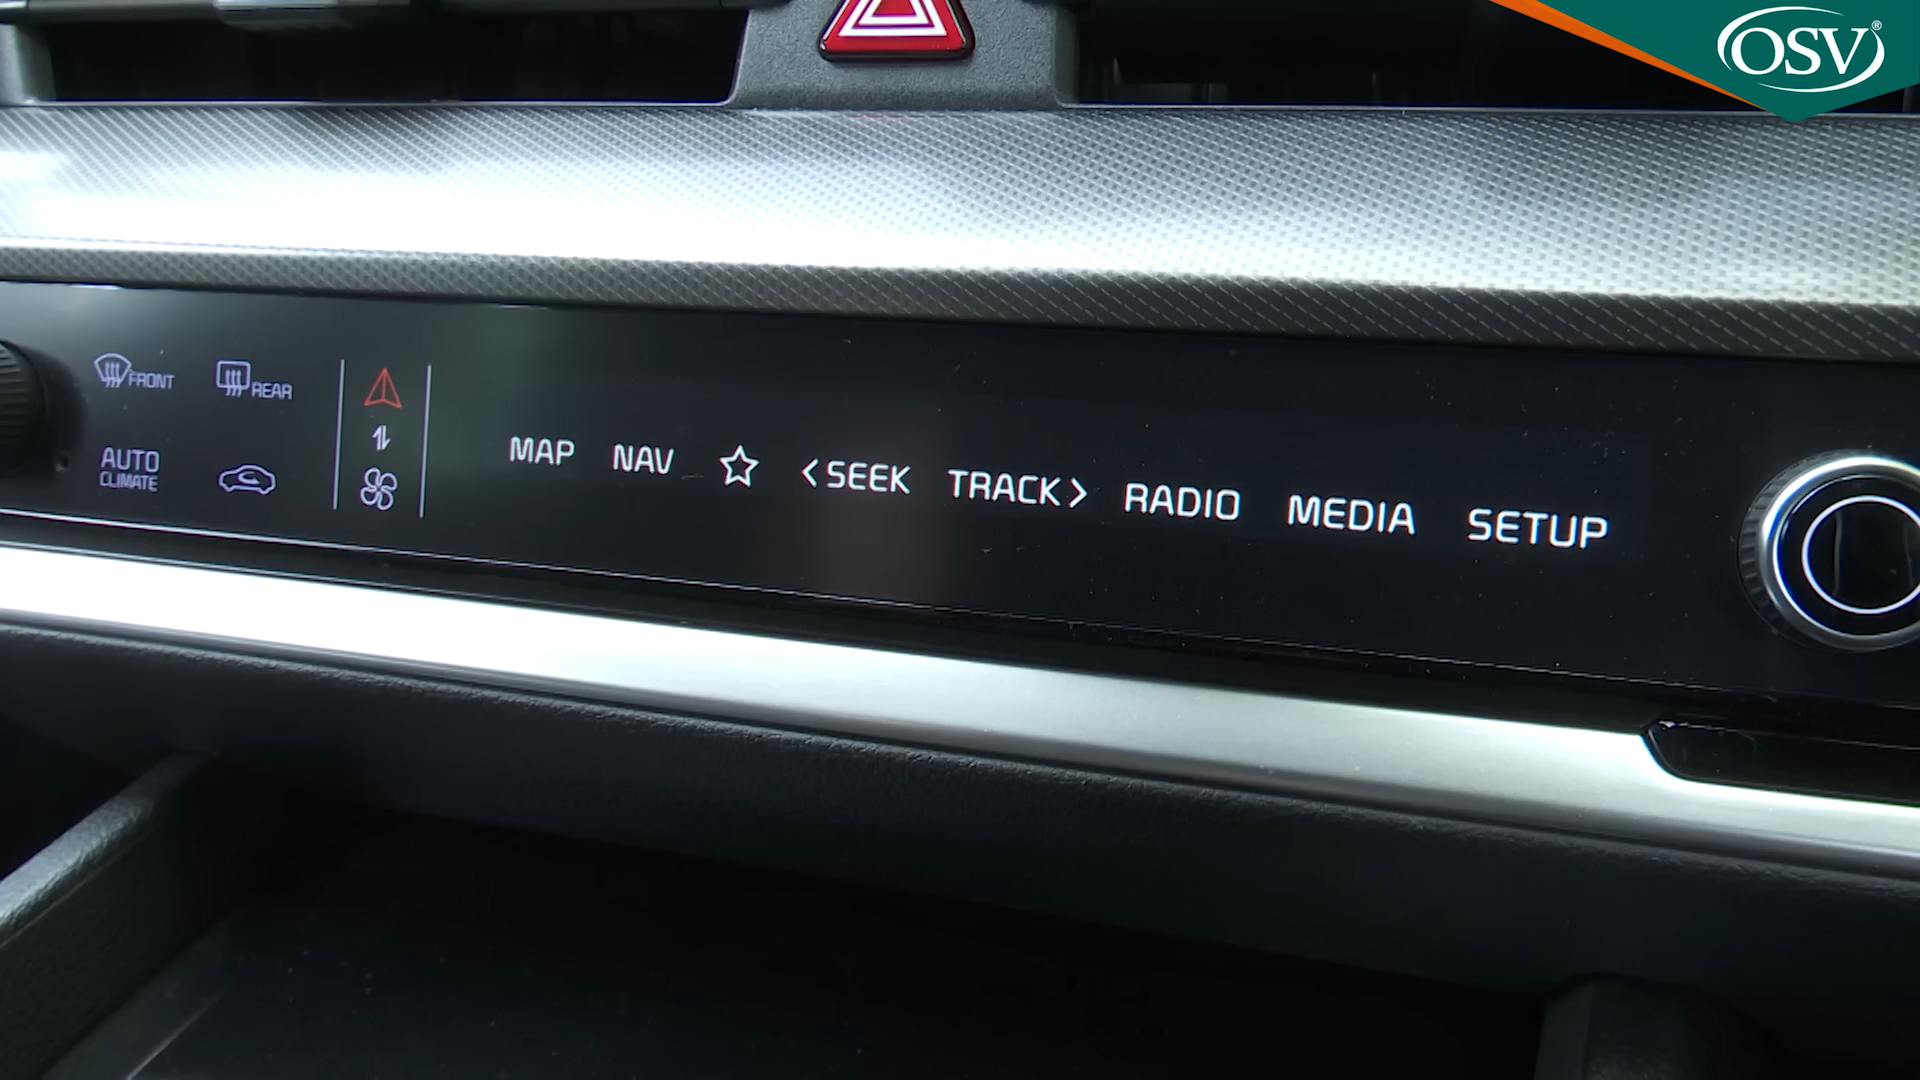 OSV®
FRONT
REAR
AUTO
CLIMATE
MAP NAV <SEEK TRACK> RADIO MEDIA SETUP